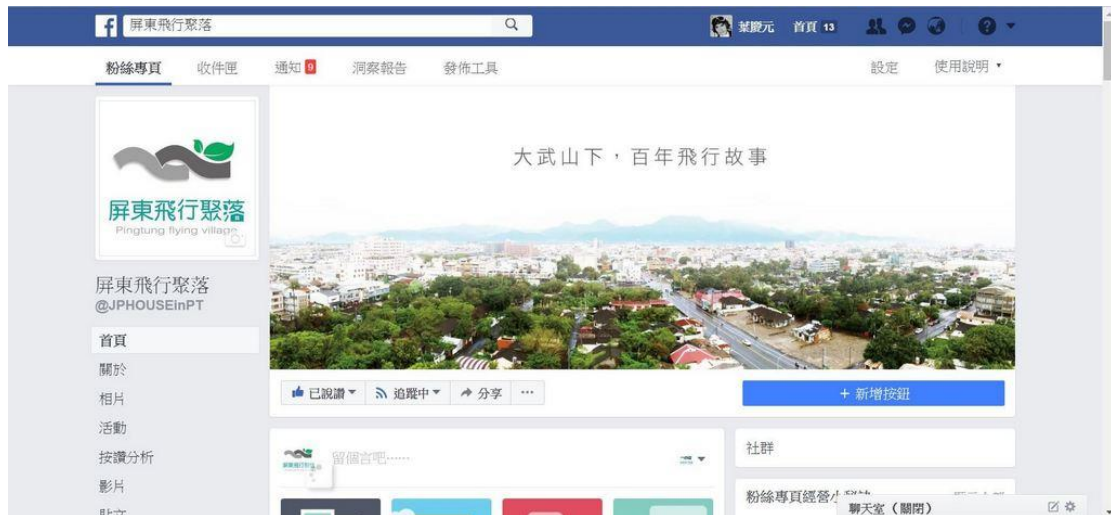 屏東飛行聚落
葉慶元 首頁 13
粉絲專頁 收件匣 通知 9 洞察報告 發佈工具 設定 使用說明
大武山下，百年飛行故事
屏東飛行聚落
Pingtung flying village
屏東飛行聚落
@JPHOUSEinPT
首頁
關於
相片
活動
按讚分析
影片
貼文
已說讚 追蹤中 分享 ...
+ 新增按鈕
留個言吧……
社群
粉絲專頁經營小
聊天室（關閉）